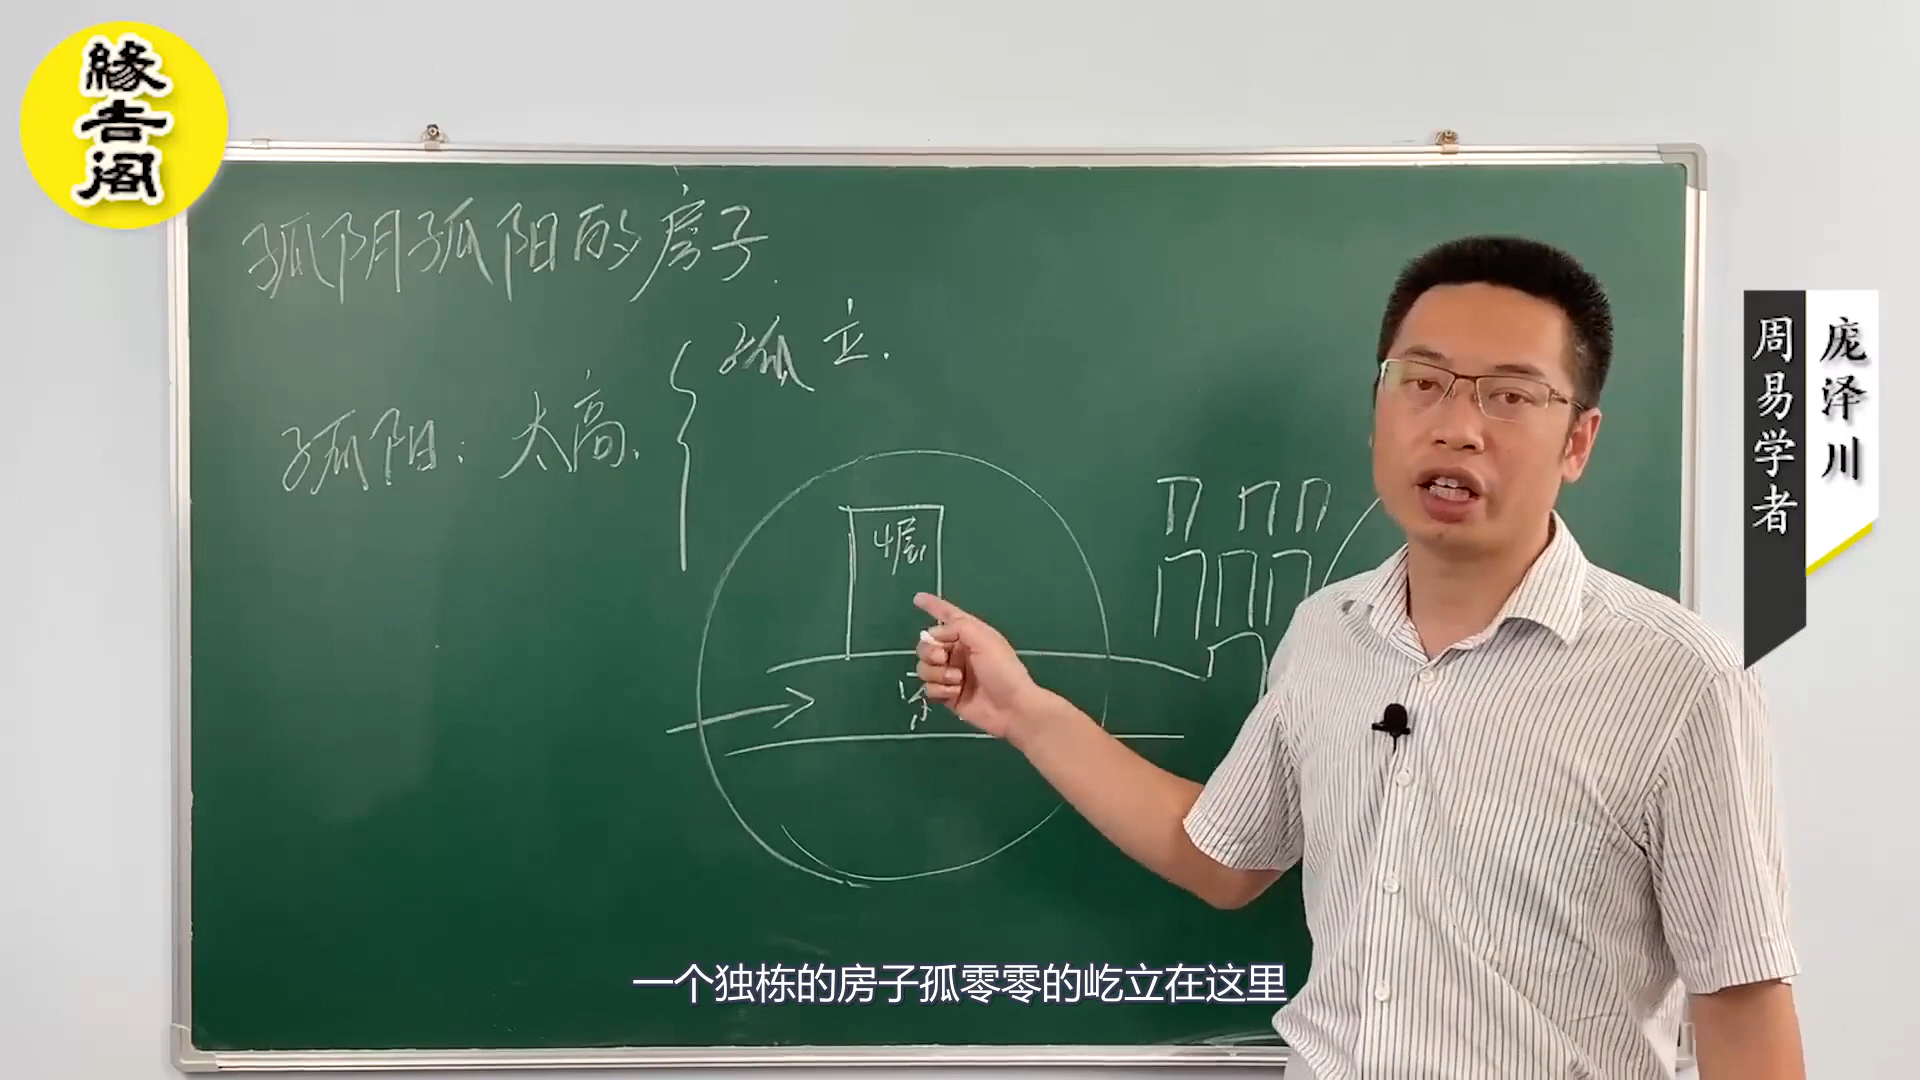 緣吉阁
孤阴孤阳的房子.
孤立.
孤阳：太高、
4层
庞泽川
周易学者
一个独栋的房子孤零零的屹立在这里